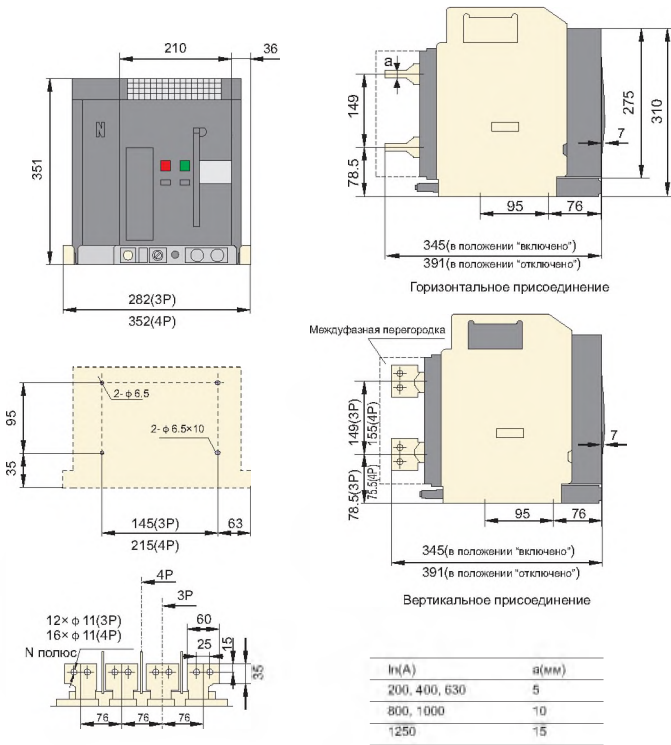 210
36
351
N
282(3P)
352(4P)
a
149
78.5
275
310
7
95
76
345(в положении "включено")
391(в положении "отключено")
Горизонтальное присоединение
2- ф 6.5
2- ф 6.5×10
95
35
145(3P)
63
215(4P)
Междуфазная перегородка
149(3P)
155(4P)
78.5(3P)
75.5(4P)
7
95
76
345(в положении "включено")
391(в положении "отключено")
Вертикальное присоединение
4P
3P
12× ф 11(3P)
16× ф 11(4P)
N полюс
60
25
15
35
76
76
76
In(A) a(мм)
200, 400, 630 5
800, 1000 10
1250 15